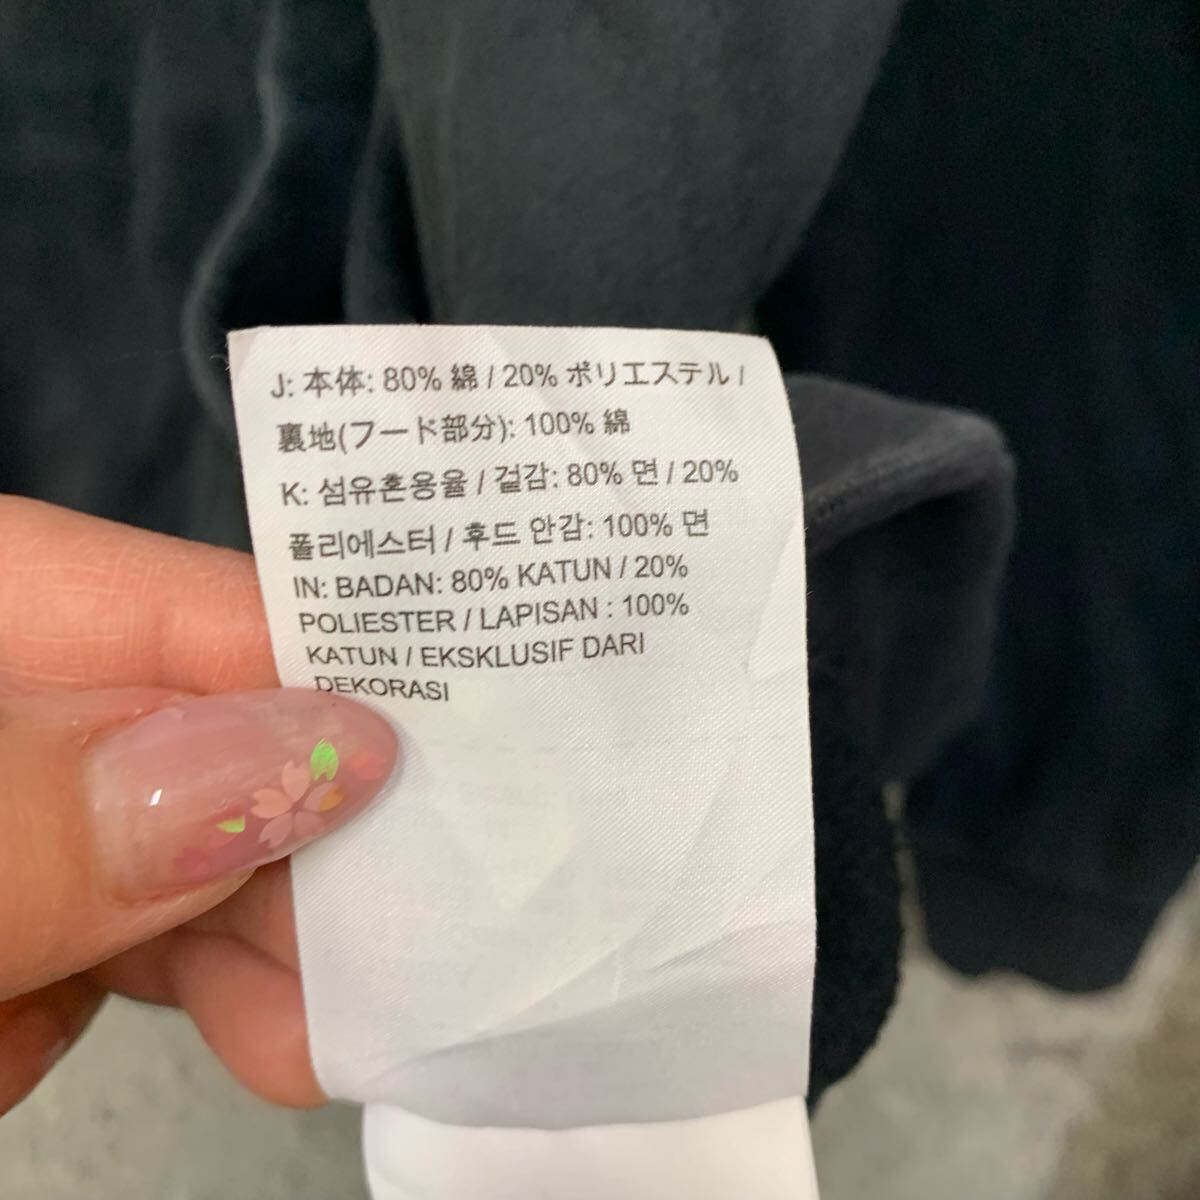 J: 本体: 80% 綿 / 20% ポリエステル /
裏地(フード部分): 100% 綿
K: 섬유혼용율 / 겉감: 80% 면 / 20%
폴리에스터 / 후드 안감: 100% 면
IN: BADAN: 80% KATUN / 20%
POLIESTER / LAPISAN : 100%
KATUN / EKSKLUSIF DARI
DEKORASI